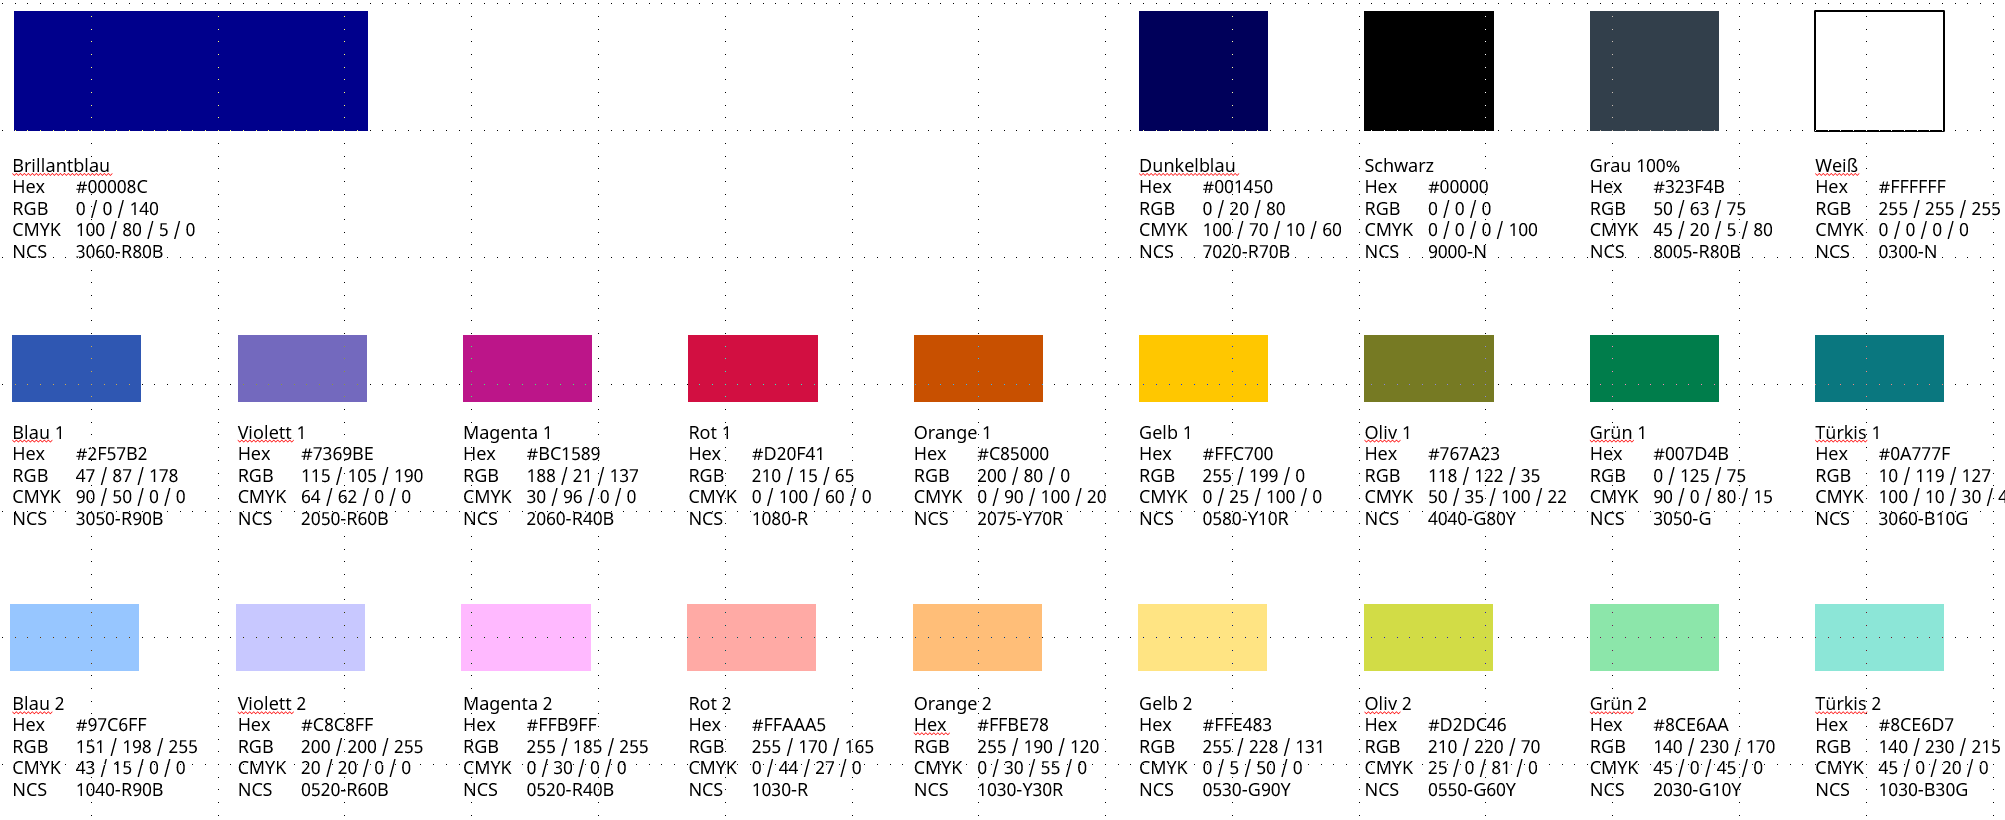 Brillantblau
Hex #00008C
RGB 0 / 0 / 140
CMYK 100 / 80 / 5 / 0
NCS 3060-R80B
Dunkelblau
Hex #001450
RGB 0 / 20 / 80
CMYK 100 / 70 / 10 / 60
NCS 7020-R70B
Schwarz
Hex #00000
RGB 0 / 0 / 0
CMYK 0 / 0 / 0 / 100
NCS 9000-N
Grau 100%
Hex #323F4B
RGB 50 / 63 / 75
CMYK 45 / 20 / 5 / 80
NCS 8005-R80B
Weiß
Hex #FFFFFF
RGB 255 / 255 / 255
CMYK 0 / 0 / 0 / 0
NCS 0300-N
Blau 1
Hex #2F57B2
RGB 47 / 87 / 178
CMYK 90 / 50 / 0 / 0
NCS 3050-R90B
Violett 1
Hex #7369BE
RGB 115 / 105 / 190
CMYK 64 / 62 / 0 / 0
NCS 2050-R60B
Magenta 1
Hex #BC1589
RGB 188 / 21 / 137
CMYK 30 / 96 / 0 / 0
NCS 2060-R40B
Rot 1
Hex #D20F41
RGB 210 / 15 / 65
CMYK 0 / 100 / 60 / 0
NCS 1080-R
Orange 1
Hex #C85000
RGB 200 / 80 / 0
CMYK 0 / 90 / 100 / 20
NCS 2075-Y70R
Gelb 1
Hex #FFC700
RGB 255 / 199 / 0
CMYK 0 / 25 / 100 / 0
NCS 0580-Y10R
Oliv 1
Hex #767A23
RGB 118 / 122 / 35
CMYK 50 / 35 / 100 / 22
NCS 4040-G80Y
Grün 1
Hex #007D4B
RGB 0 / 125 / 75
CMYK 90 / 0 / 80 / 15
NCS 3050-G
Türkis 1
Hex #0A777F
RGB 10 / 119 / 127
CMYK 100 / 10 / 30 /
NCS 3060-B10G
Blau 2
Hex #97C6FF
RGB 151 / 198 / 255
CMYK 43 / 15 / 0 / 0
NCS 1040-R90B
Violett 2
Hex #C8C8FF
RGB 200 / 200 / 255
CMYK 20 / 20 / 0 / 0
NCS 0520-R60B
Magenta 2
Hex #FFB9FF
RGB 255 / 185 / 255
CMYK 0 / 30 / 0 / 0
NCS 0520-R40B
Rot 2
Hex #FFAAA5
RGB 255 / 170 / 165
CMYK 0 / 44 / 27 / 0
NCS 1030-R
Orange 2
Hex #FFBE78
RGB 255 / 190 / 120
CMYK 0 / 30 / 55 / 0
NCS 1030-Y30R
Gelb 2
Hex #FFE483
RGB 255 / 228 / 131
CMYK 0 / 5 / 50 / 0
NCS 0530-G90Y
Oliv 2
Hex #D2DC46
RGB 210 / 220 / 70
CMYK 25 / 0 / 81 / 0
NCS 0550-G60Y
Grün 2
Hex #8CE6AA
RGB 140 / 230 / 170
CMYK 45 / 0 / 45 / 0
NCS 2030-G10Y
Türkis 2
Hex #8CE6D7
RGB 140 / 230 / 215
CMYK 45 / 0 / 20 / 0
NCS 1030-B30G